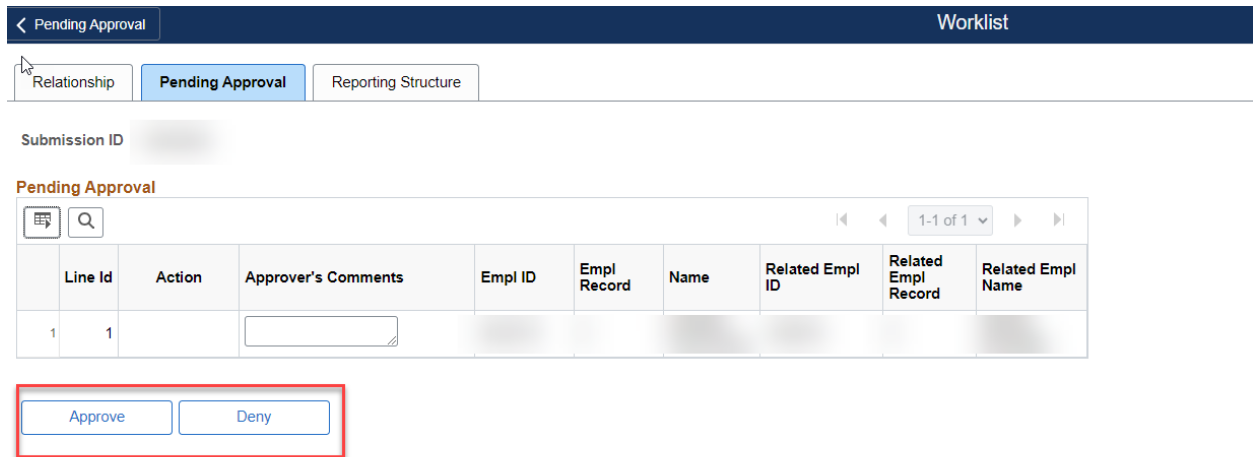 Pending Approval Worklist
Relationship Pending Approval Reporting Structure
Submission ID
Pending Approval
1-1 of 1
Line Id Action Approver's Comments Empl ID Empl Record Name Related Empl ID Related Empl Record Related Empl Name
1 1
Approve Deny